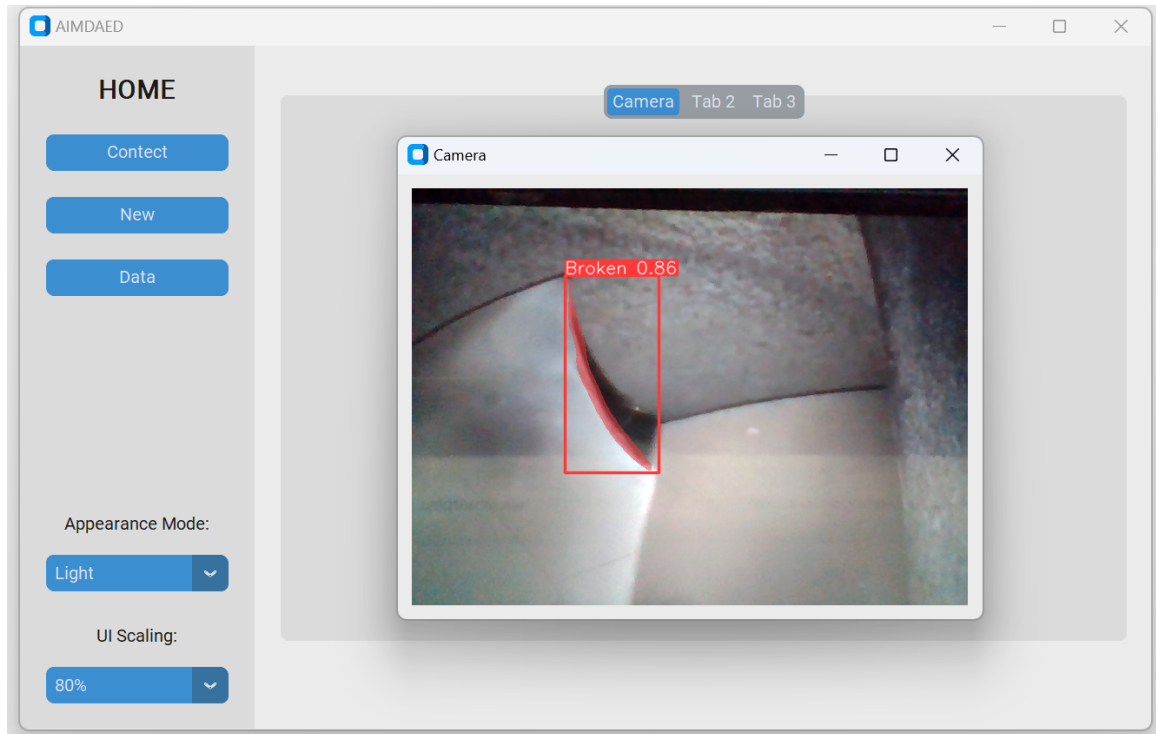 AIMDAED
HOME
Contect
New
Data
Appearance Mode:
Light
UI Scaling:
80%
Camera Tab 2 Tab 3
Camera
Broken 0.86